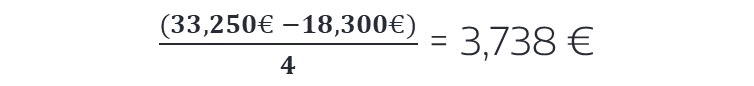 (33,250€ −18,300€)
4
= 3,738 €